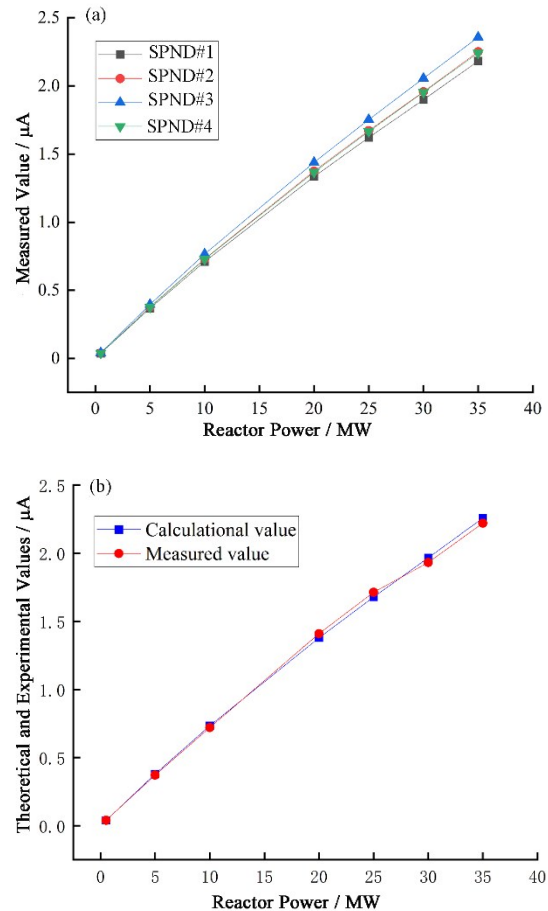 (a)
SPND#1
SPND#2
SPND#3
SPND#4
2.5
2.0
1.5
1.0
0.5
0
Measured Value / μA
0 5 10 20 25 30 35 40
Reactor Power / MW
(b)
Calculational value
Measured value
2.5
2.0
1.5
1.0
0.5
0.0
Theoretical and Experimental Values / μA
0 5 10 15 20 25 30 35 40
Reactor Power / MW